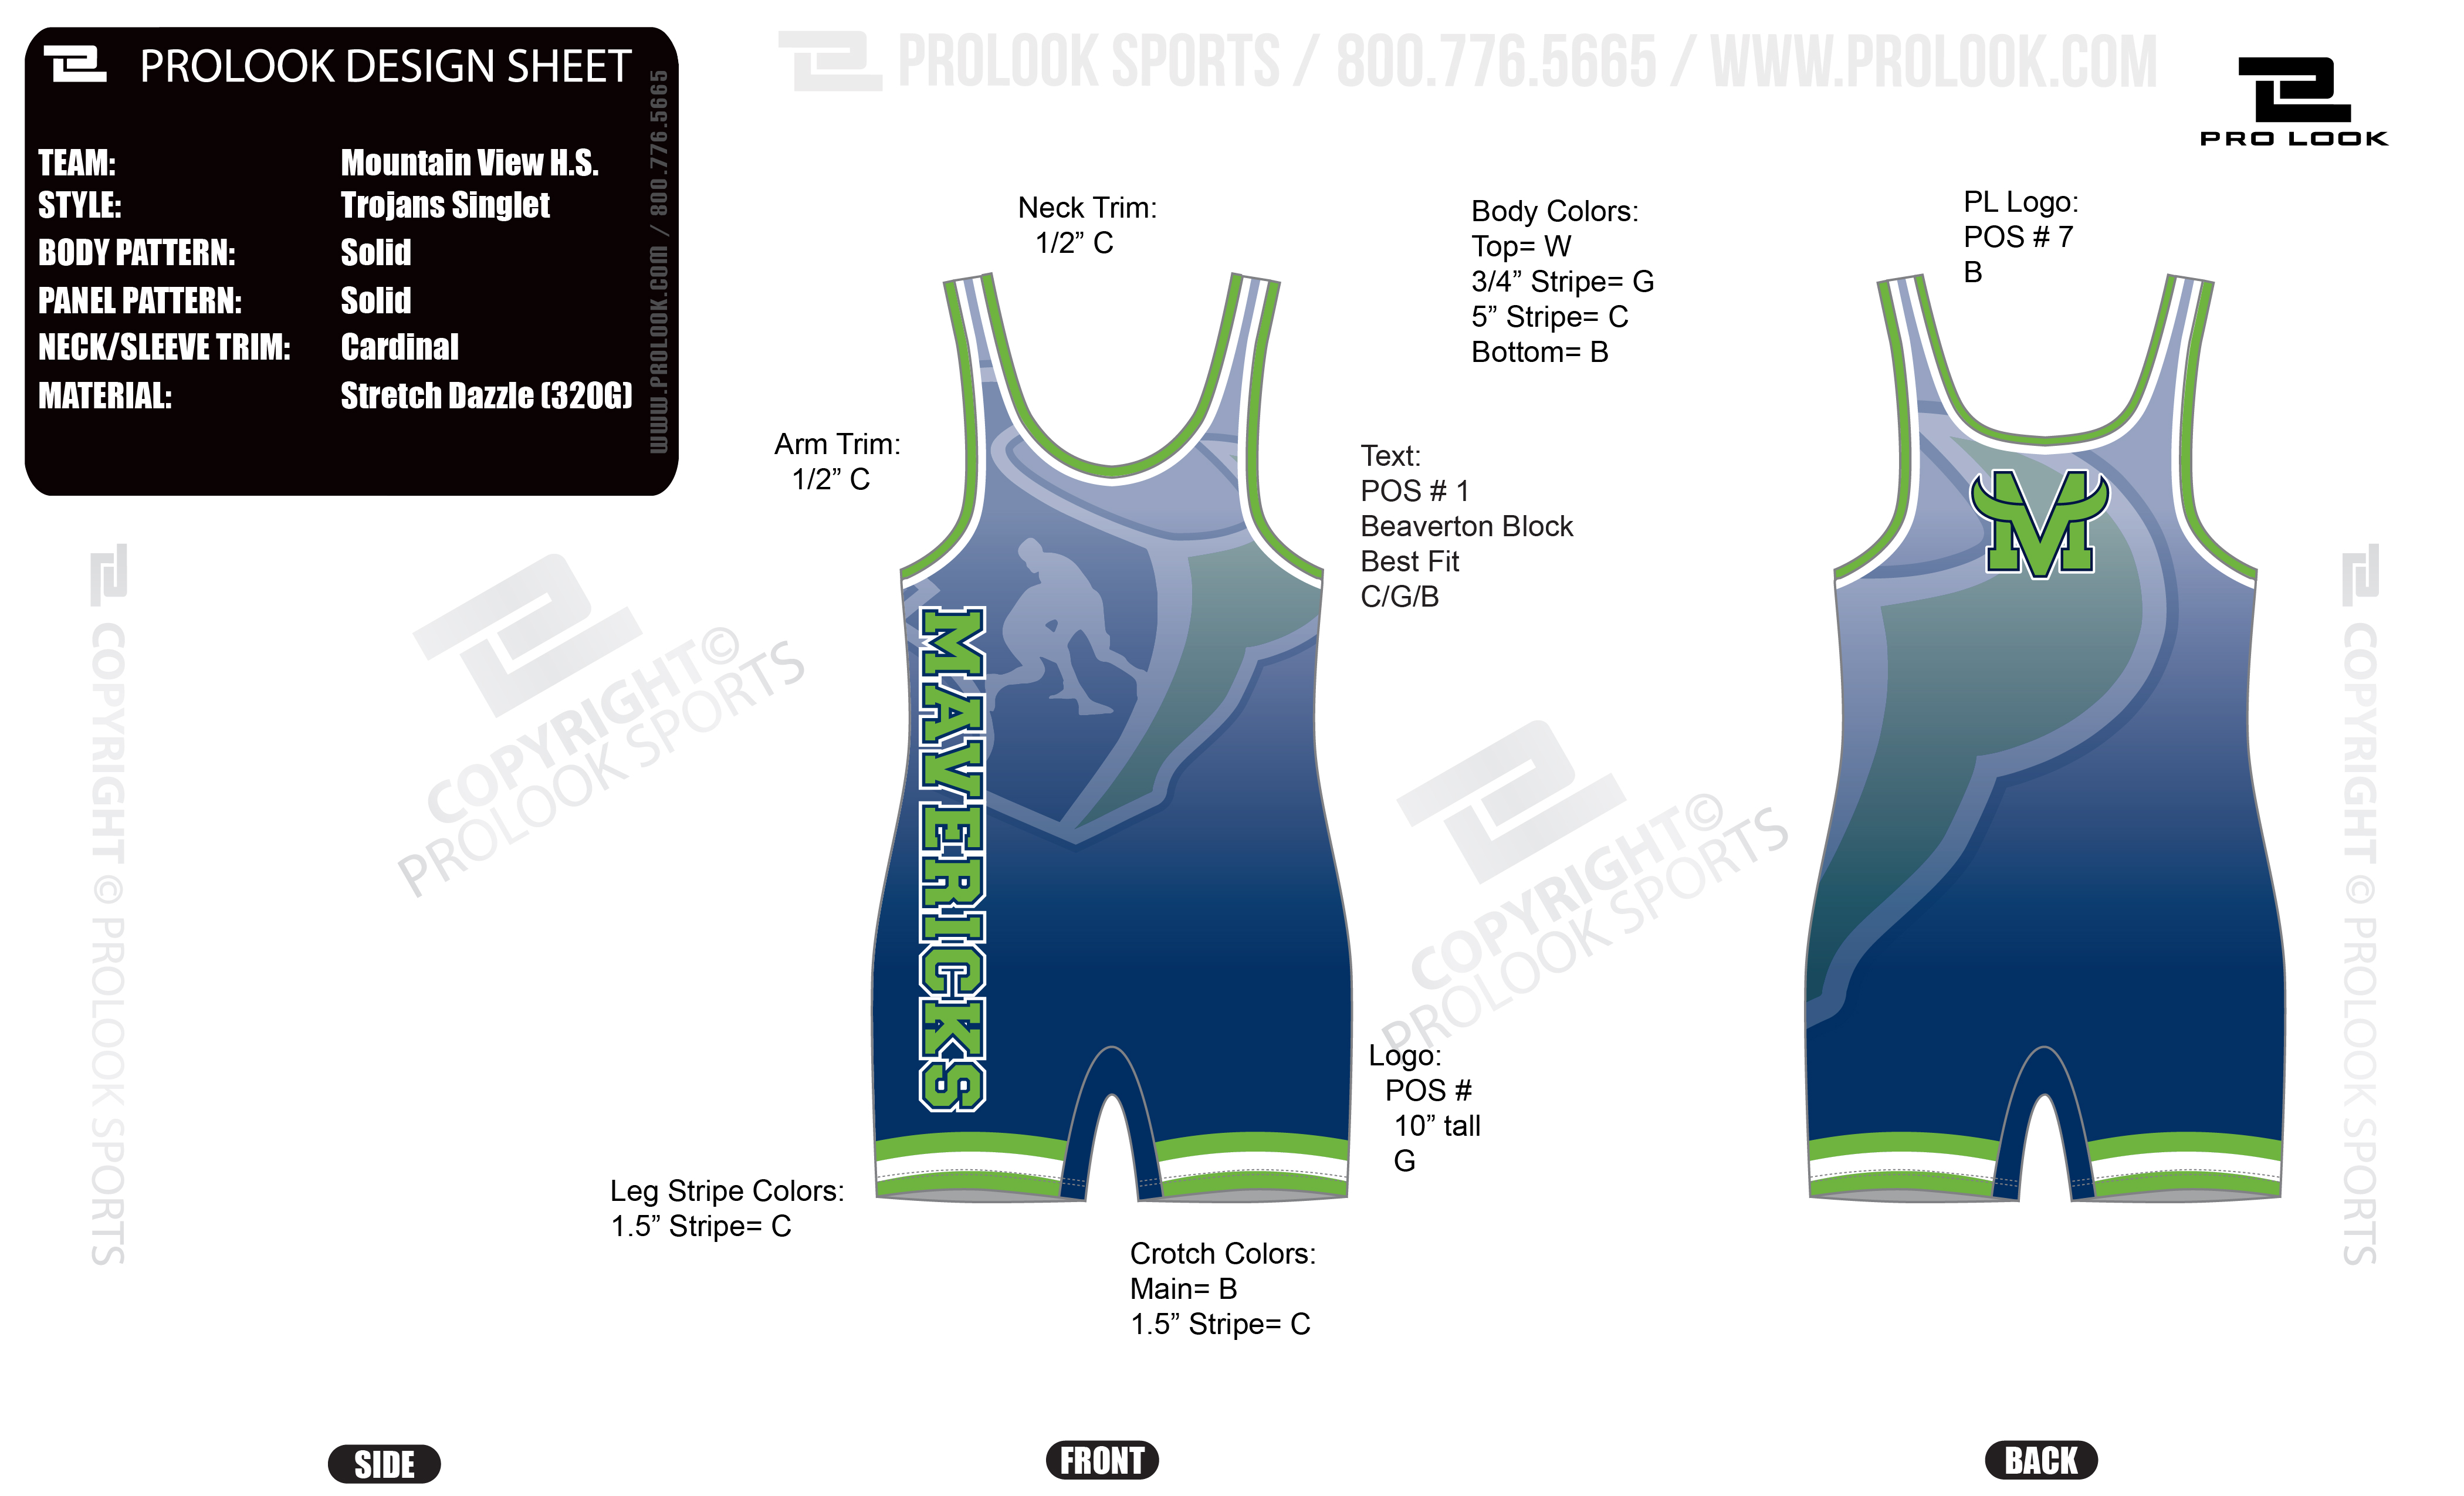 PROLOOK DESIGN SHEET
TEAM: Mountain View H.S.
STYLE: Trojans Singlet
BODY PATTERN: Solid
PANEL PATTERN: Solid
NECK/SLEEVE TRIM: Cardinal
MATERIAL: Stretch Dazzle (320G)
WWW.PROLOOK.COM / 800.776.5665
PROLOOK SPORTS / 800.776.5665 / WWW.PROLOOK.COM
PRO LOOK
Neck Trim:
1/2” C
Body Colors:
Top= W
3/4” Stripe= G
5” Stripe= C
Bottom= B
PL Logo:
POS # 7
B
Arm Trim:
1/2” C
Text:
POS # 1
Beaverton Block
Best Fit
C/G/B
MAVERICKS
M
COPYRIGHT © PROLOOK SPORTS
COPYRIGHT©
PROLOOK SPORTS
COPYRIGHT©
PROLOOK SPORTS
COPYRIGHT © PROLOOK SPORTS
Logo:
POS #
10” tall
G
Leg Stripe Colors:
1.5” Stripe= C
Crotch Colors:
Main= B
1.5” Stripe= C
SIDE
FRONT
BACK